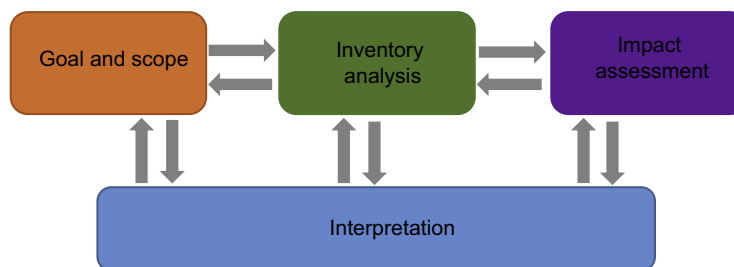 Goal and scope
Inventory
analysis
Impact
assessment
Interpretation